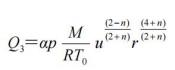 Q₃=αp M/RT₀ u^((2-n)/(2+n)) r^((4+n)/(2+n))